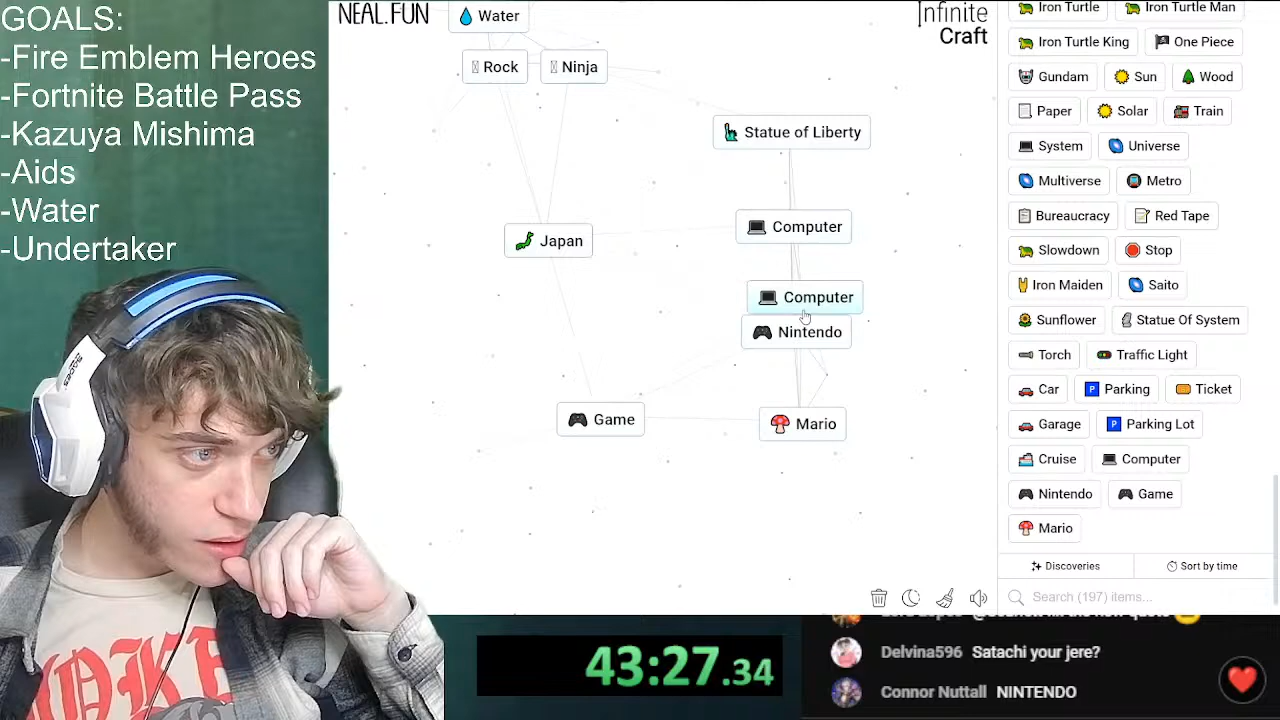 GOALS:
-Fire Emblem Heroes
-Fortnite Battle Pass
-Kazuya Mishima
-Aids
-Water
-Undertaker
NEAL.FUN
Water
Infinite
Craft
Rock
Ninja
Statue of Liberty
Computer
Japan
Computer
Nintendo
Game
Mario
Iron Turtle
Iron Turtle Man
Iron Turtle King
One Piece
Gundam
Sun
Wood
Paper
Solar
Train
System
Universe
Multiverse
Metro
Bureaucracy
Red Tape
Slowdown
Stop
Iron Maiden
Saito
Sunflower
Statue Of System
Torch
Traffic Light
Car
Parking
Ticket
Garage
Parking Lot
Cruise
Computer
Nintendo
Game
Mario
Discoveries
Sort by time
Search (197) items...
43:27.34
Delvina596 Satachi your jere?
Connor Nuttall NINTENDO